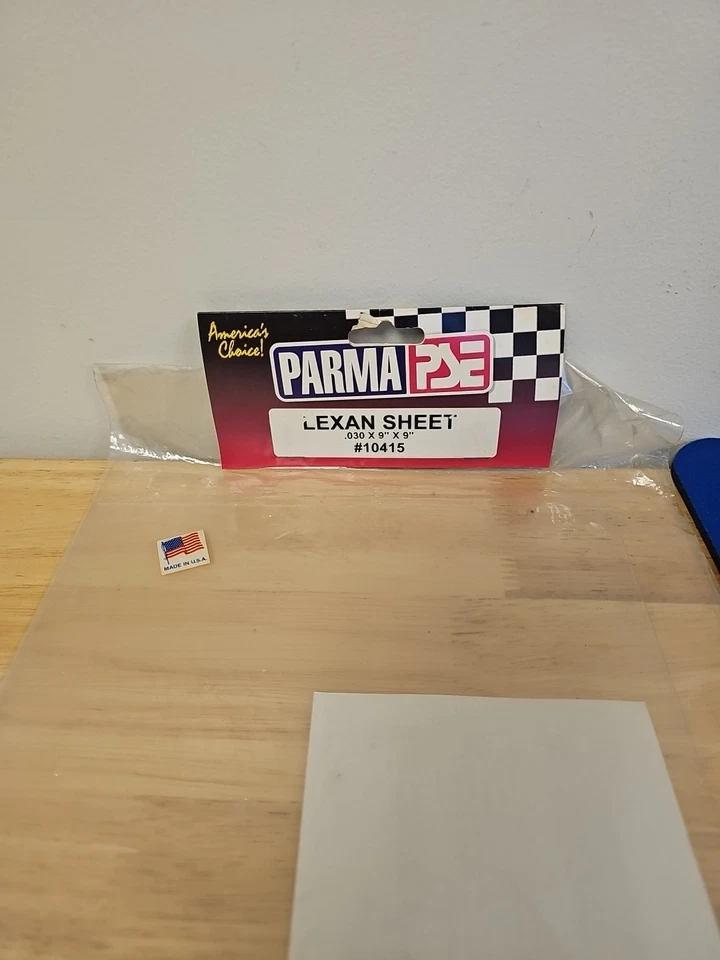 America's
Choice!
PARMA PSE
LEXAN SHEET
.030 X 9" X 9"
#10415
MADE IN U.S.A.